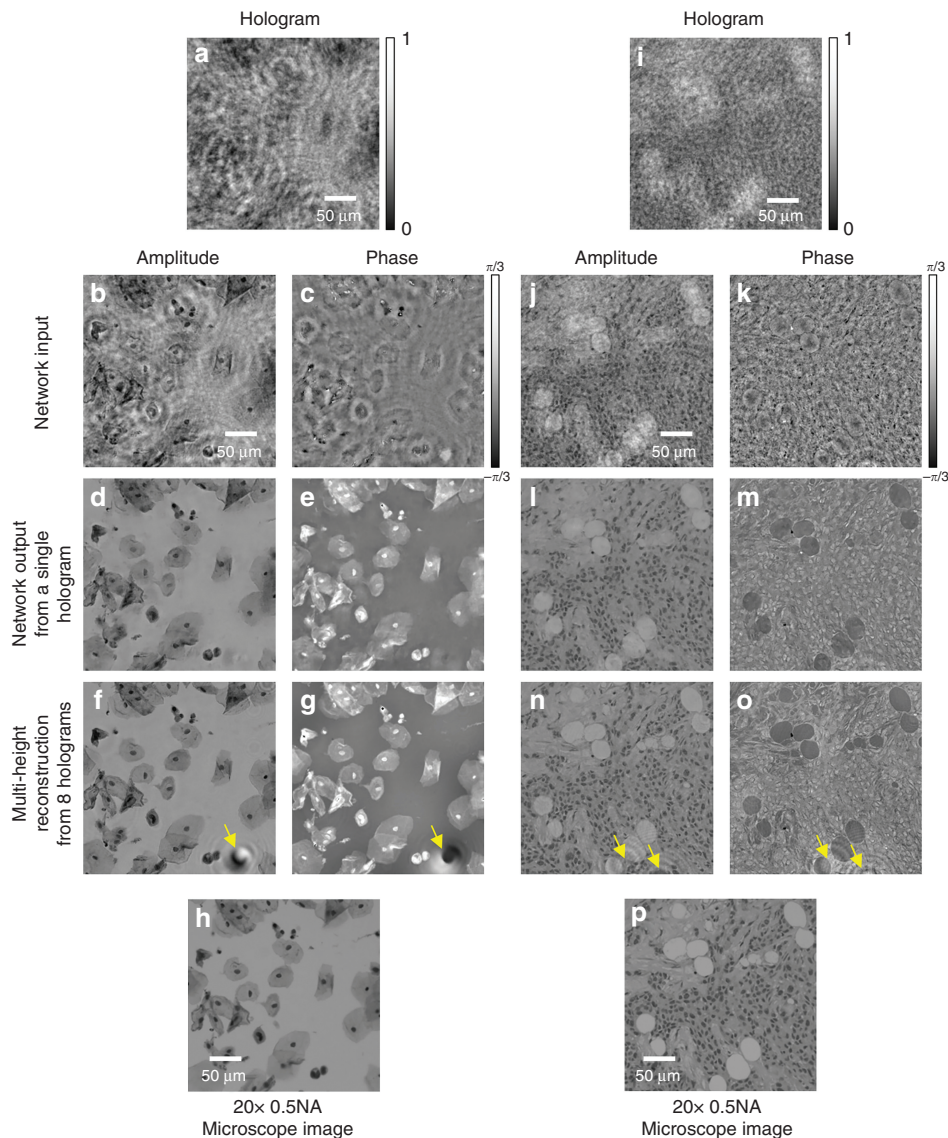 Hologram
Hologram
a
1
0
50 μm
i
1
0
50 μm
Amplitude
Phase
Amplitude
Phase
Network input
b
50 μm
c
π/3
−π/3
j
50 μm
k
π/3
−π/3
Network output
from a single
hologram
d
e
l
m
Multi-height
reconstruction
from 8 holograms
f
g
n
o
h
50 μm
p
50 μm
20× 0.5NA
Microscope image
20× 0.5NA
Microscope image